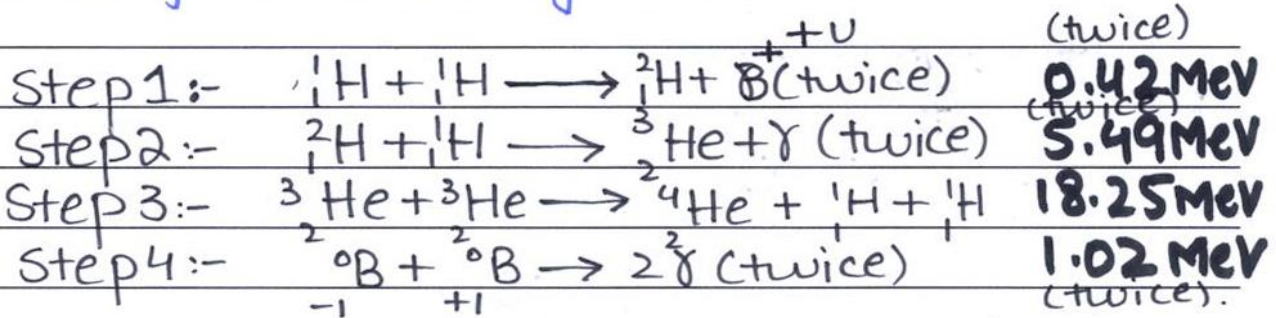 ++υ (twice)
Step1:- ¹₁H + ¹₁H ⟶ ²₁H + B(twice) 0.42 MeV
(twice)
Step2:- ²₁H + ¹₁H ⟶ ³₂He + γ (twice) 5.49 MeV
Step3:- ³₂He + ³₂He ⟶ ⁴₂He + ¹₁H + ¹₁H 18.25 MeV
Step4:- ⁰₋₁B + ⁰₊₁B ⟶ 2γ (twice) 1.02 MeV
(twice).